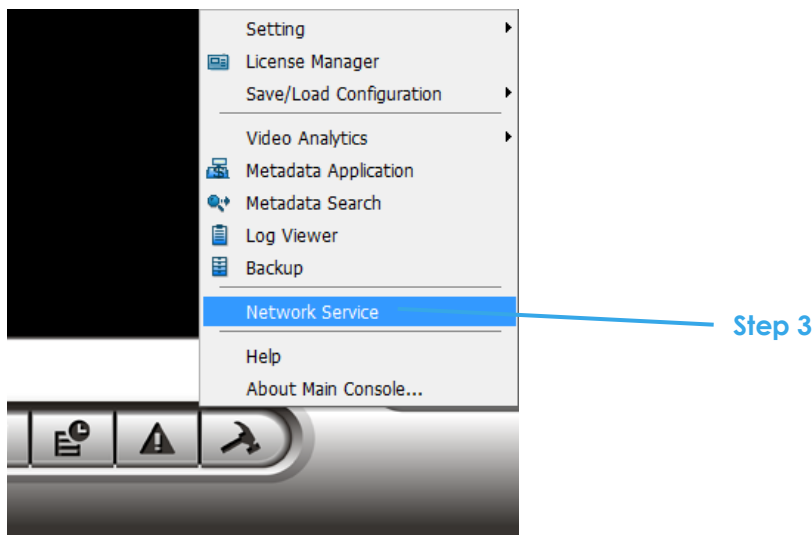 Setting
License Manager
Save/Load Configuration
Video Analytics
Metadata Application
Metadata Search
Log Viewer
Backup
Network Service
Step 3
Help
About Main Console...